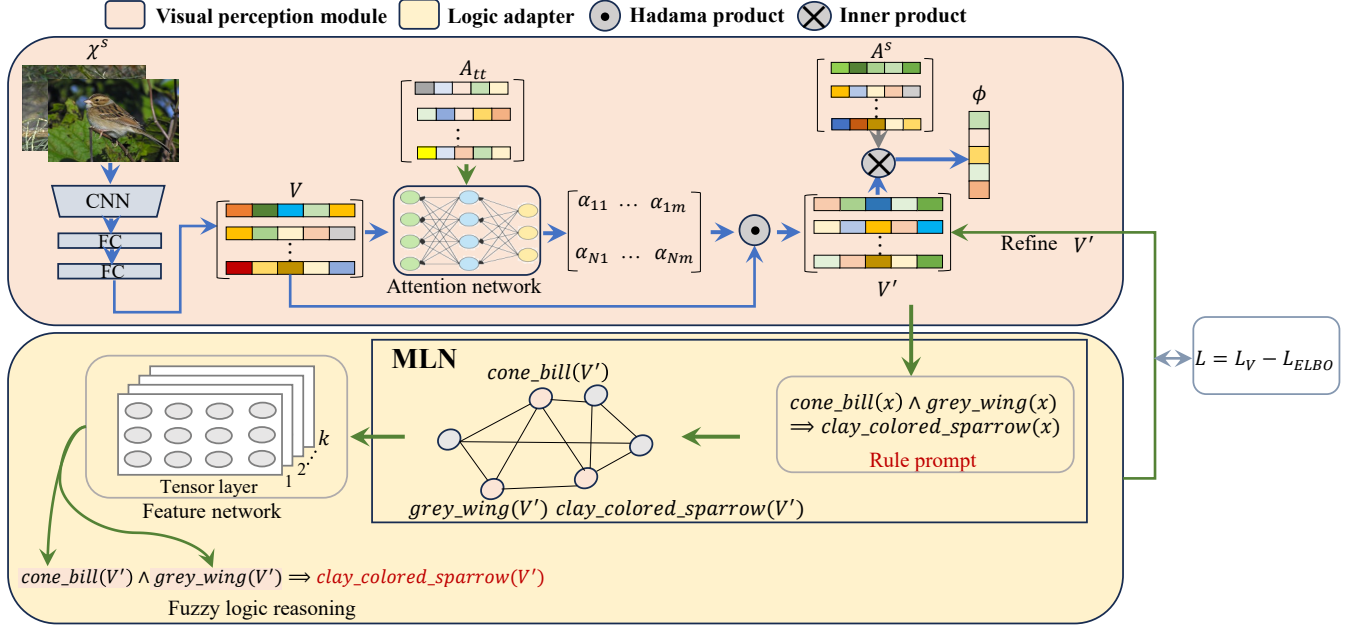 Visual perception module
Logic adapter
Hadama product
Inner product
χ^s
A_tt
A^s
ϕ
CNN
FC
FC
V
Attention network
α_11 … α_1m
α_N1 … α_Nm
V′
Refine V′
MLN
cone_bill(V′)
grey_wing(V′) clay_colored_sparrow(V′)
cone_bill(x) ∧ grey_wing(x)
⟹ clay_colored_sparrow(x)
Rule prompt
L = L_V − L_ELBO
Tensor layer
1 2 ⋯ k
Feature network
cone_bill(V′) ∧ grey_wing(V′) ⟹ clay_colored_sparrow(V′)
Fuzzy logic reasoning